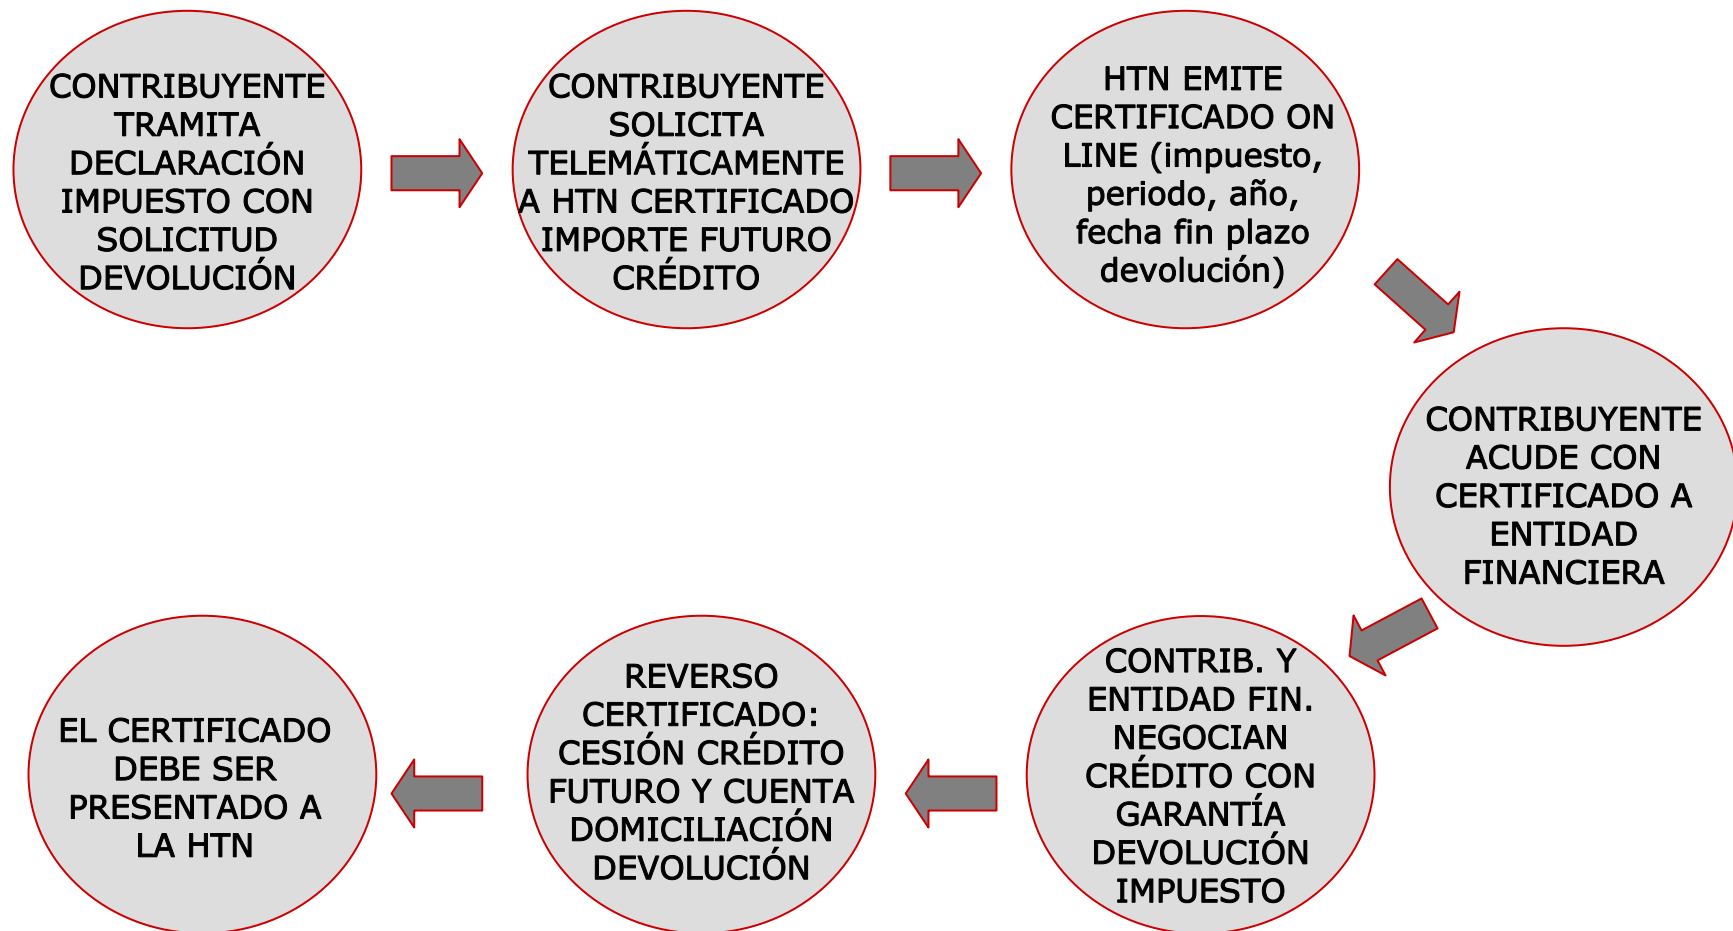 CONTRIBUYENTE
TRAMITA
DECLARACIÓN
IMPUESTO CON
SOLICITUD
DEVOLUCIÓN
CONTRIBUYENTE
SOLICITA
TELEMÁTICAMENTE
A HTN CERTIFICADO
IMPORTE FUTURO
CRÉDITO
HTN EMITE
CERTIFICADO ON
LINE (impuesto,
periodo, año,
fecha fin plazo
devolución)
CONTRIBUYENTE
ACUDE CON
CERTIFICADO A
ENTIDAD
FINANCIERA
CONTRIB. Y
ENTIDAD FIN.
NEGOCIAN
CRÉDITO CON
GARANTÍA
DEVOLUCIÓN
IMPUESTO
REVERSO
CERTIFICADO:
CESIÓN CRÉDITO
FUTURO Y CUENTA
DOMICILIACIÓN
DEVOLUCIÓN
EL CERTIFICADO
DEBE SER
PRESENTADO A
LA HTN